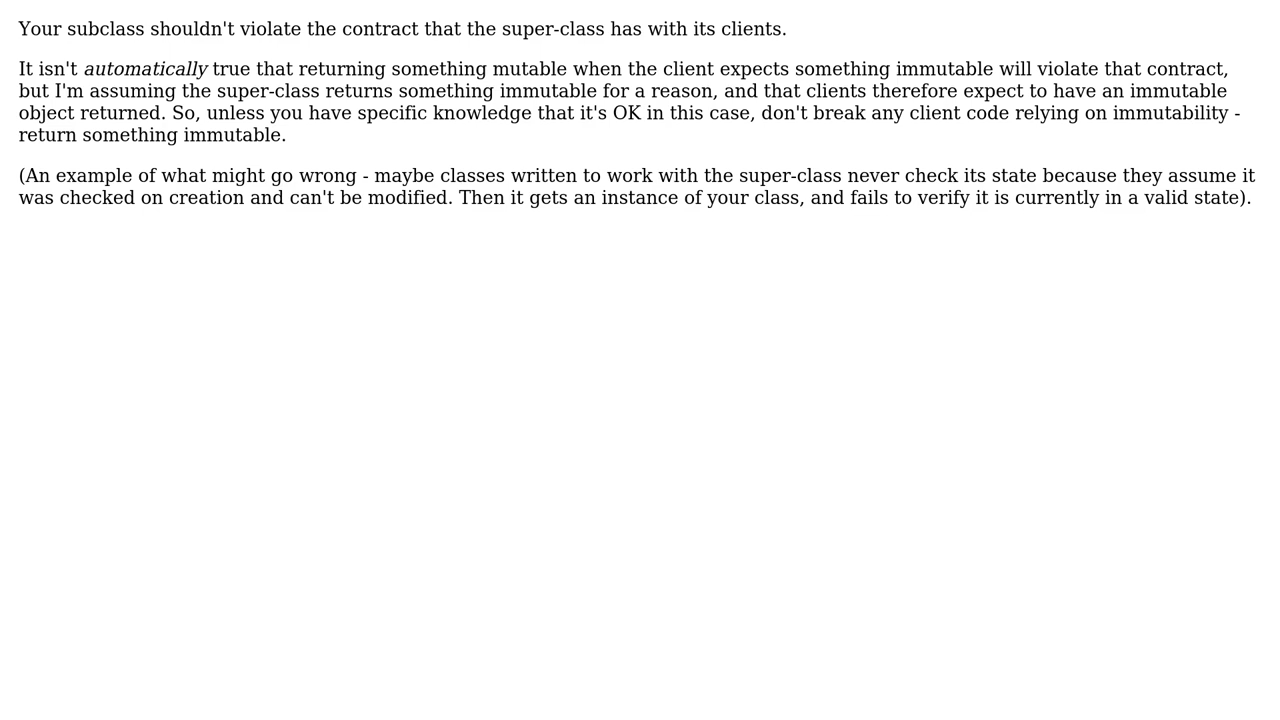 Your subclass shouldn't violate the contract that the super-class has with its clients.
It isn't automatically true that returning something mutable when the client expects something immutable will violate that contract,
but I'm assuming the super-class returns something immutable for a reason, and that clients therefore expect to have an immutable
object returned. So, unless you have specific knowledge that it's OK in this case, don't break any client code relying on immutability -
return something immutable.
(An example of what might go wrong - maybe classes written to work with the super-class never check its state because they assume it
was checked on creation and can't be modified. Then it gets an instance of your class, and fails to verify it is currently in a valid state).